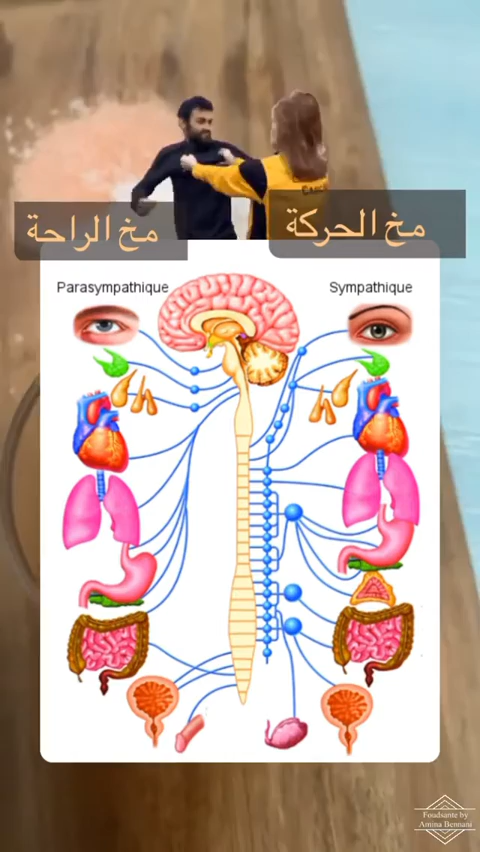 مخ الراحة
مخ الحركة
Parasympathique
Sympathique
Foodsante by
Amina Bennani